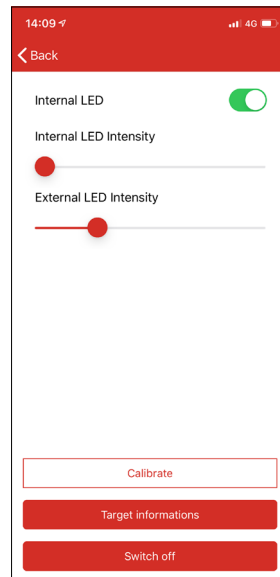 14:09 4G
Back
Internal LED
Internal LED Intensity
External LED Intensity
Calibrate
Target informations
Switch off